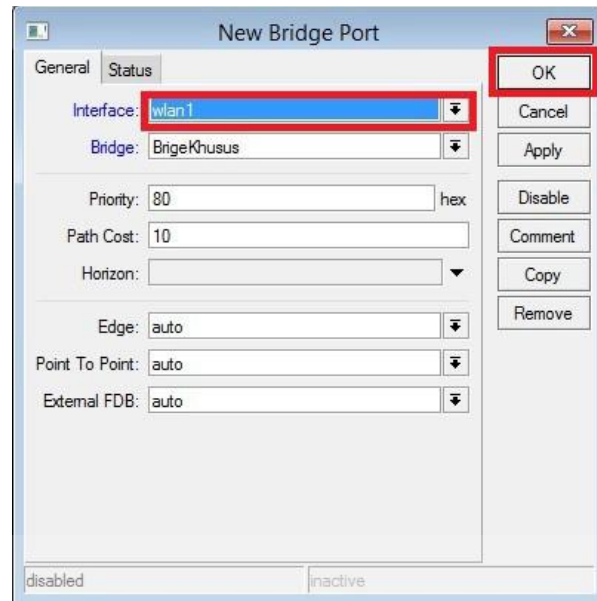 New Bridge Port
General Status
OK
Interface: wlan1
Cancel
Bridge: BrigeKhusus
Apply
Priority: 80 hex
Disable
Path Cost: 10
Comment
Horizon:
Copy
Remove
Edge: auto
Point To Point: auto
External FDB: auto
disabled inactive